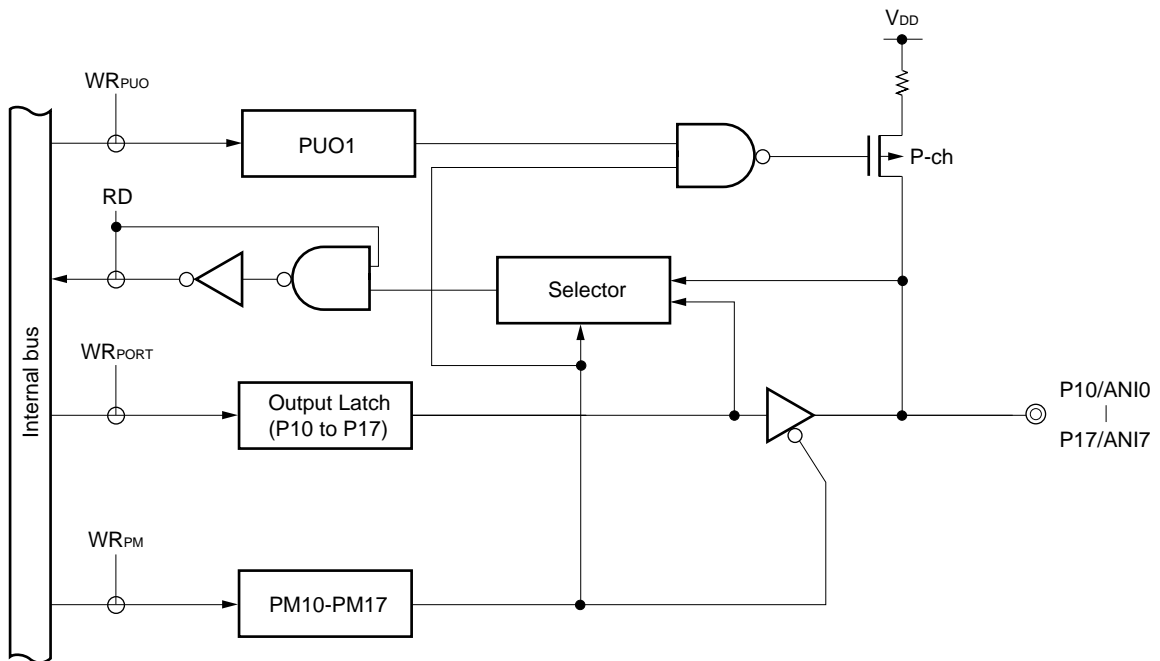 VDD
WRPUO
PUO1
P-ch
RD
Selector
Internal bus
WRPORT
Output Latch
(P10 to P17)
P10/ANI0
P17/ANI7
WRPM
PM10-PM17